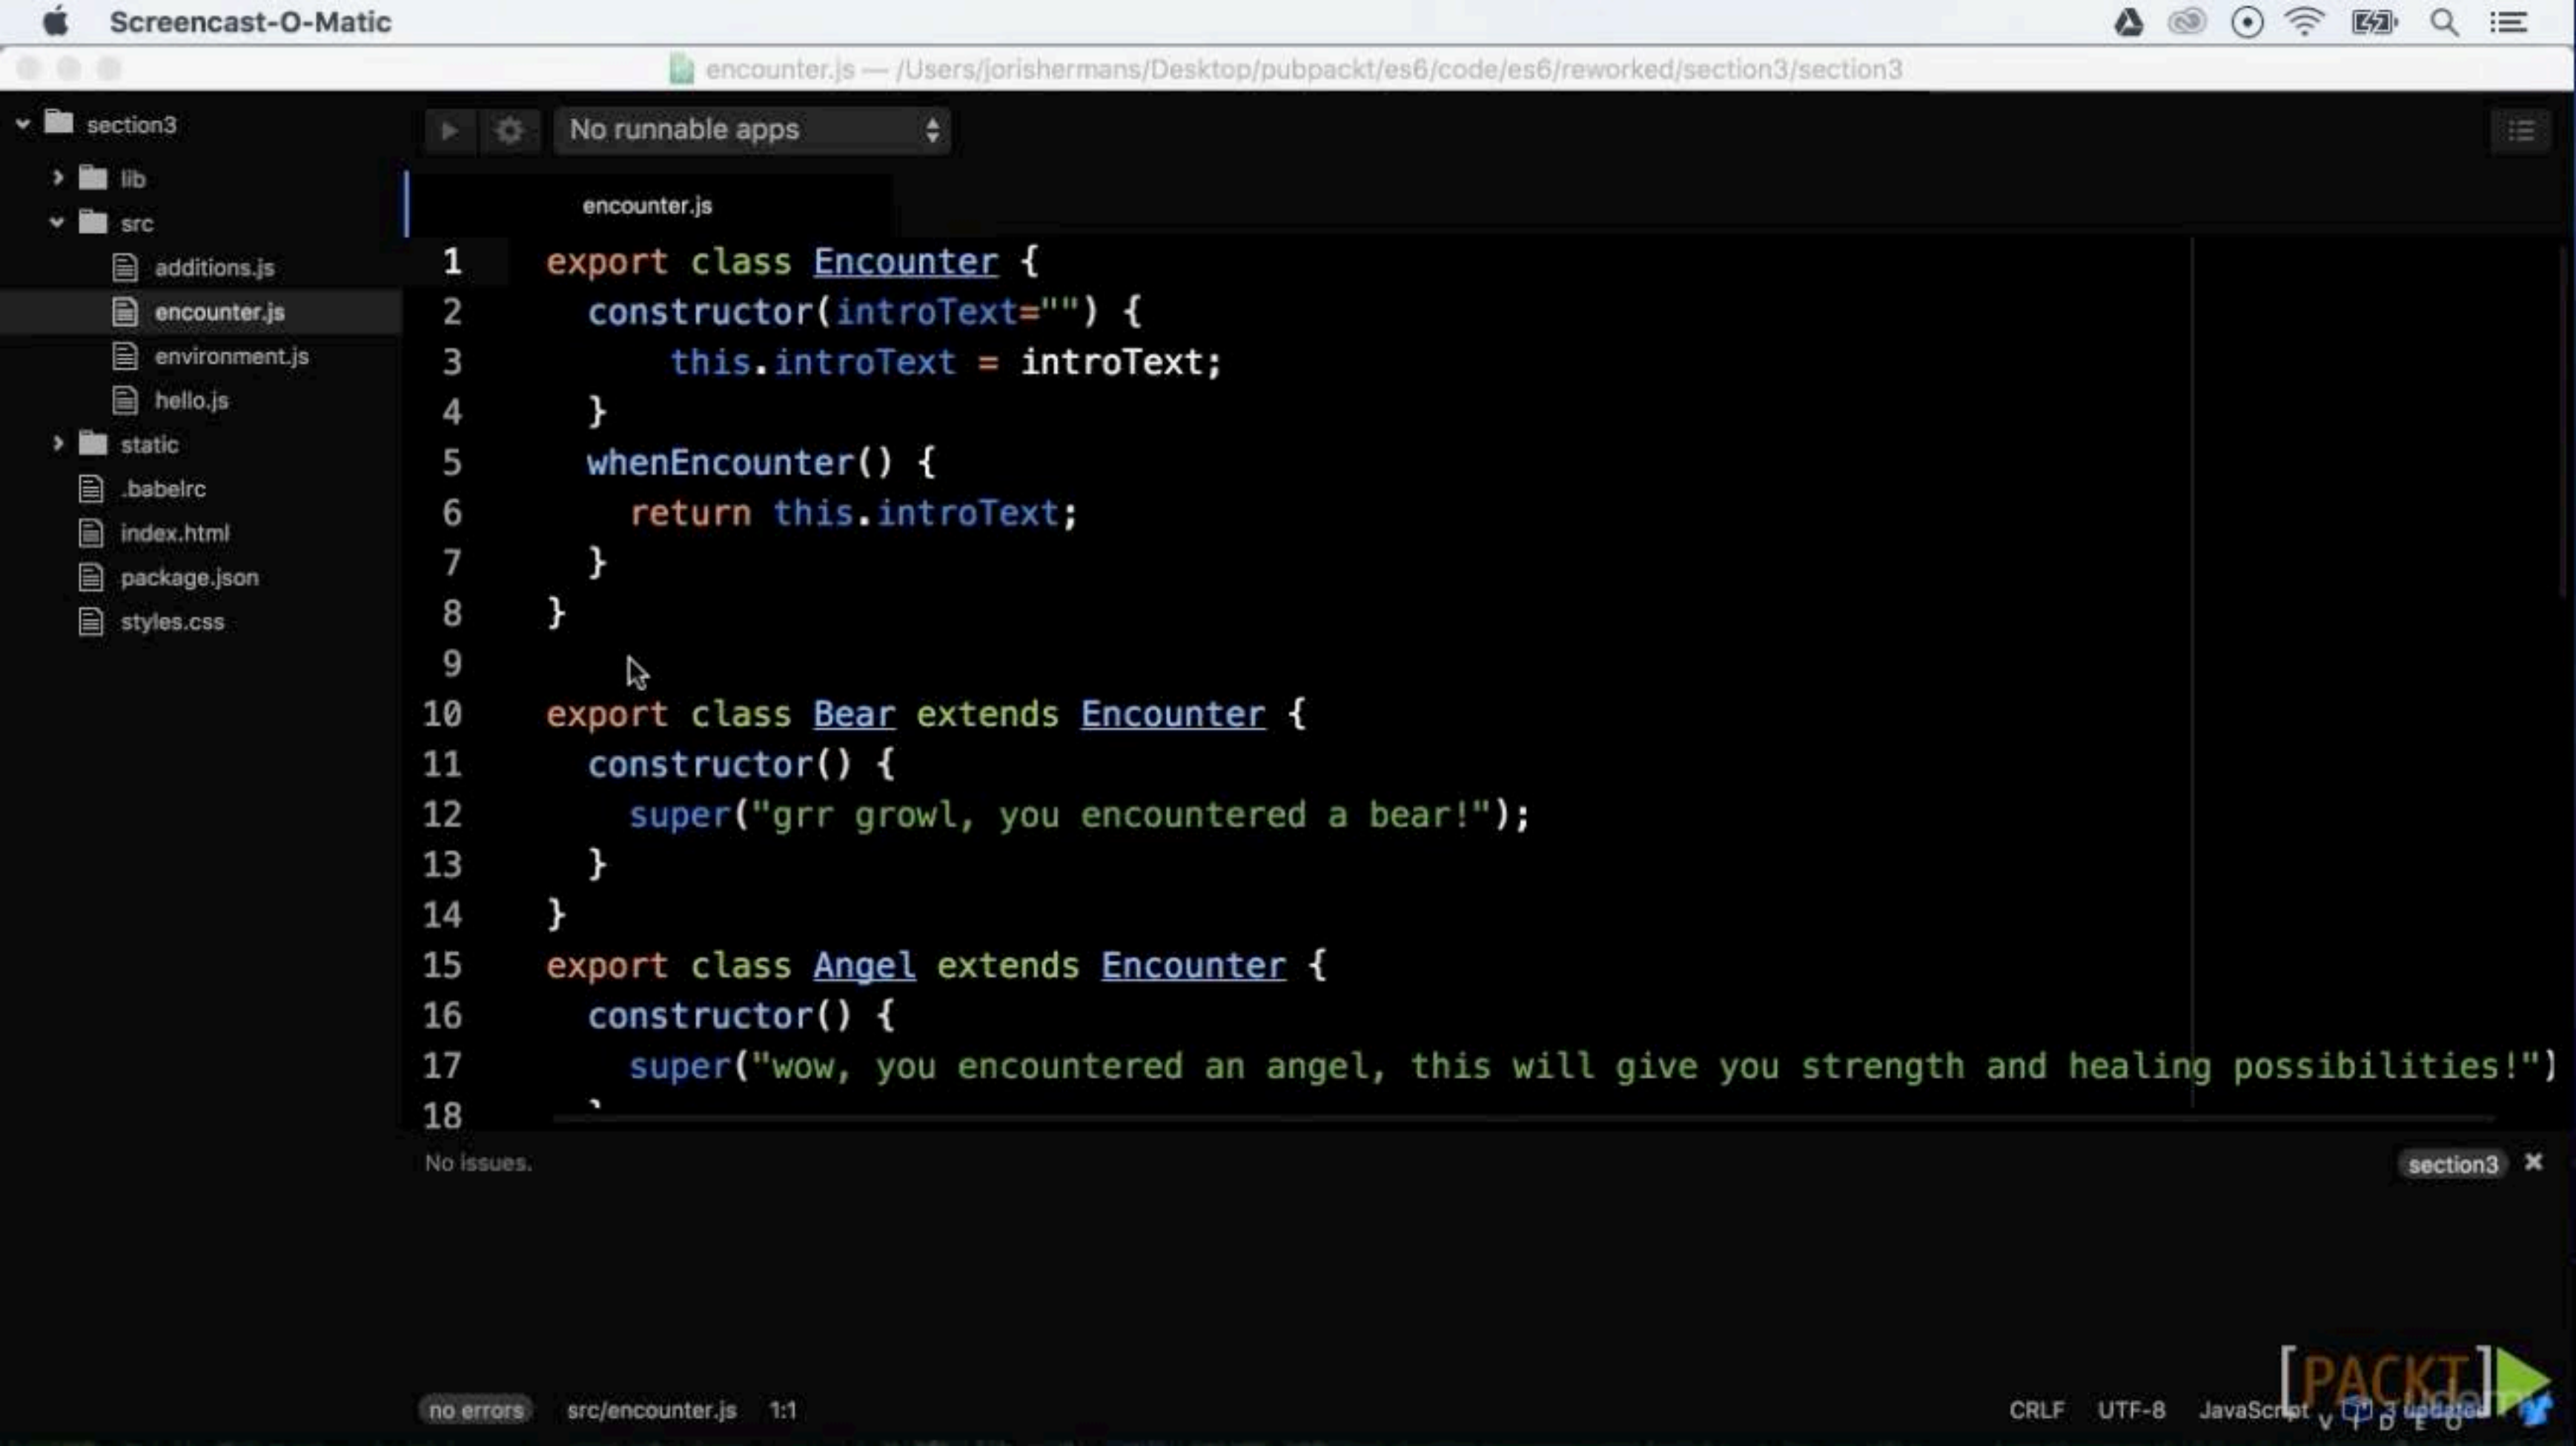 Screencast-O-Matic
encounter.js — /Users/jorishermans/Desktop/pubpackt/es6/code/es6/reworked/section3/section3
section3
lib
src
additions.js
encounter.js
environment.js
hello.js
static
.babelrc
index.html
package.json
styles.css
No runnable apps
encounter.js
1 export class Encounter {
2 constructor(introText="") {
3 this.introText = introText;
4 }
5 whenEncounter() {
6 return this.introText;
7 }
8 }
9
10 export class Bear extends Encounter {
11 constructor() {
12 super("grr growl, you encountered a bear!");
13 }
14 }
15 export class Angel extends Encounter {
16 constructor() {
17 super("wow, you encountered an angel, this will give you strength and healing possibilities!")
18
No issues.
section3
no errors src/encounter.js 1:1
CRLF UTF-8 JavaScript 3 updates
[PACKT]
VIDEO
udemy